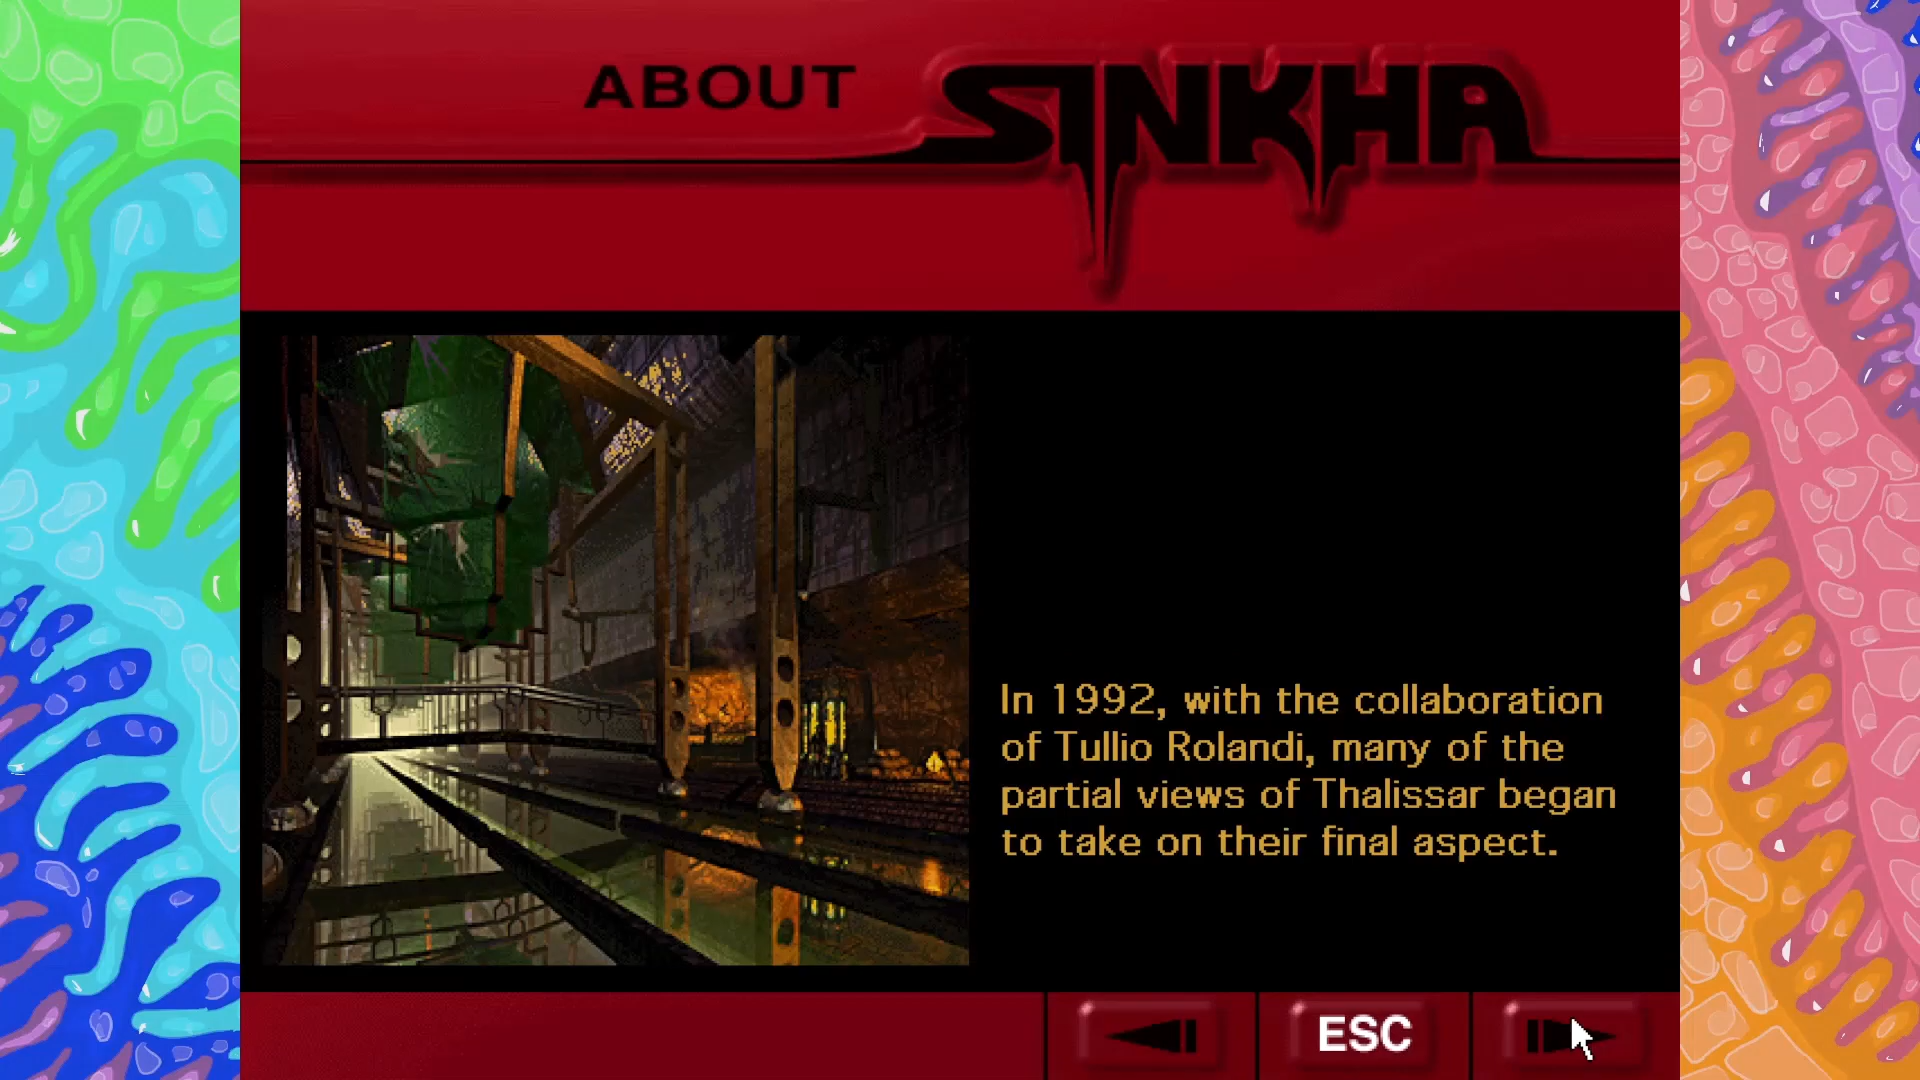 ABOUT SINKHA
In 1992, with the collaboration
of Tullio Rolandi, many of the
partial views of Thalissar began
to take on their final aspect.
ESC